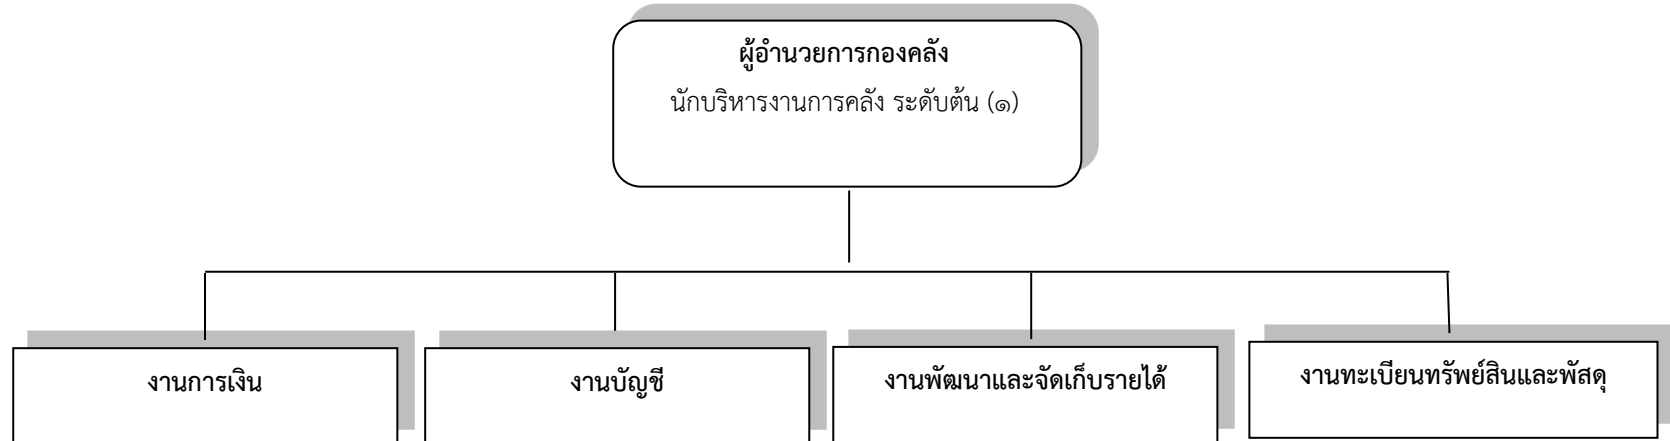 ผู้อำนวยการกองคลัง
นักบริหารงานการคลัง ระดับต้น (๑)
งานการเงิน
งานบัญชี
งานพัฒนาและจัดเก็บรายได้
งานทะเบียนทรัพย์สินและพัสดุ